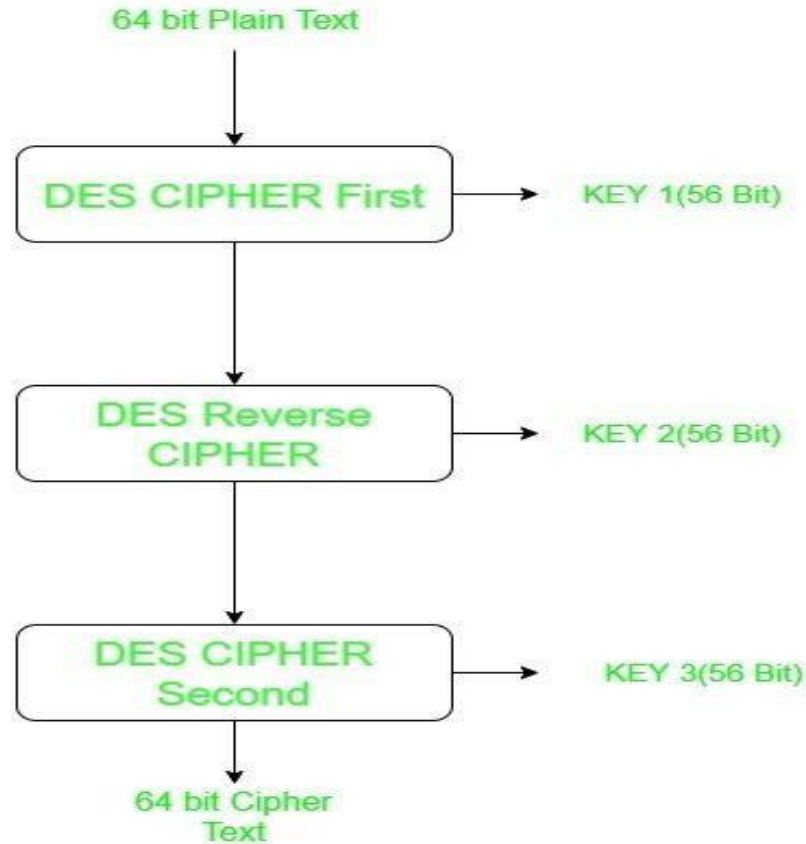 64 bit Plain Text
DES CIPHER First
KEY 1(56 Bit)
DES Reverse
CIPHER
KEY 2(56 Bit)
DES CIPHER
Second
KEY 3(56 Bit)
64 bit Cipher
Text